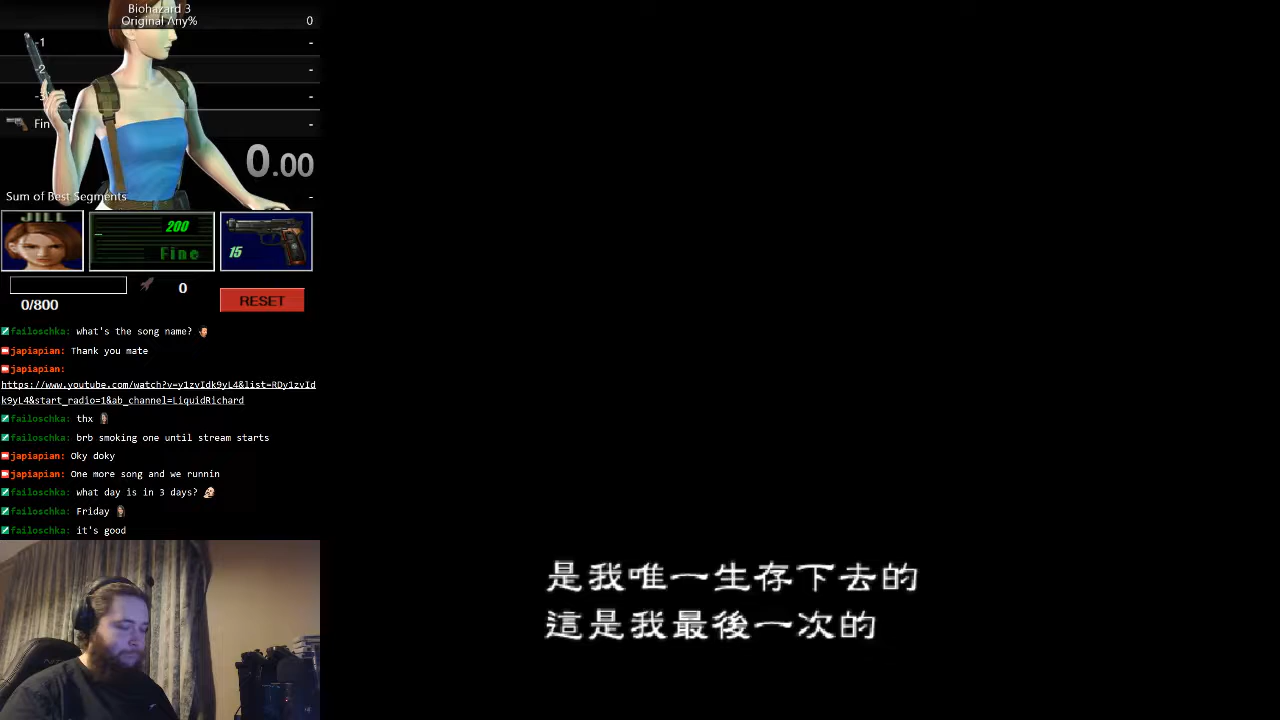 Biohazard 3
Original Any%
0
-1
-
-2
-
-3
-
Fin
-
0.00
Sum of Best Segments
-
JILL
200
Fine
15
0
0/800
RESET
failoschka: what's the song name?
japiapian: Thank you mate
japiapian:
https://www.youtube.com/watch?v=y1zvIdk9yL4&list=RDy1zvId
k9yL4&start_radio=1&ab_channel=LiquidRichard
failoschka: thx
failoschka: brb smoking one until stream starts
japiapian: Oky doky
japiapian: One more song and we runnin
failoschka: what day is in 3 days?
failoschka: Friday
failoschka: it's good
是我唯一生存下去的
這是我最後一次的